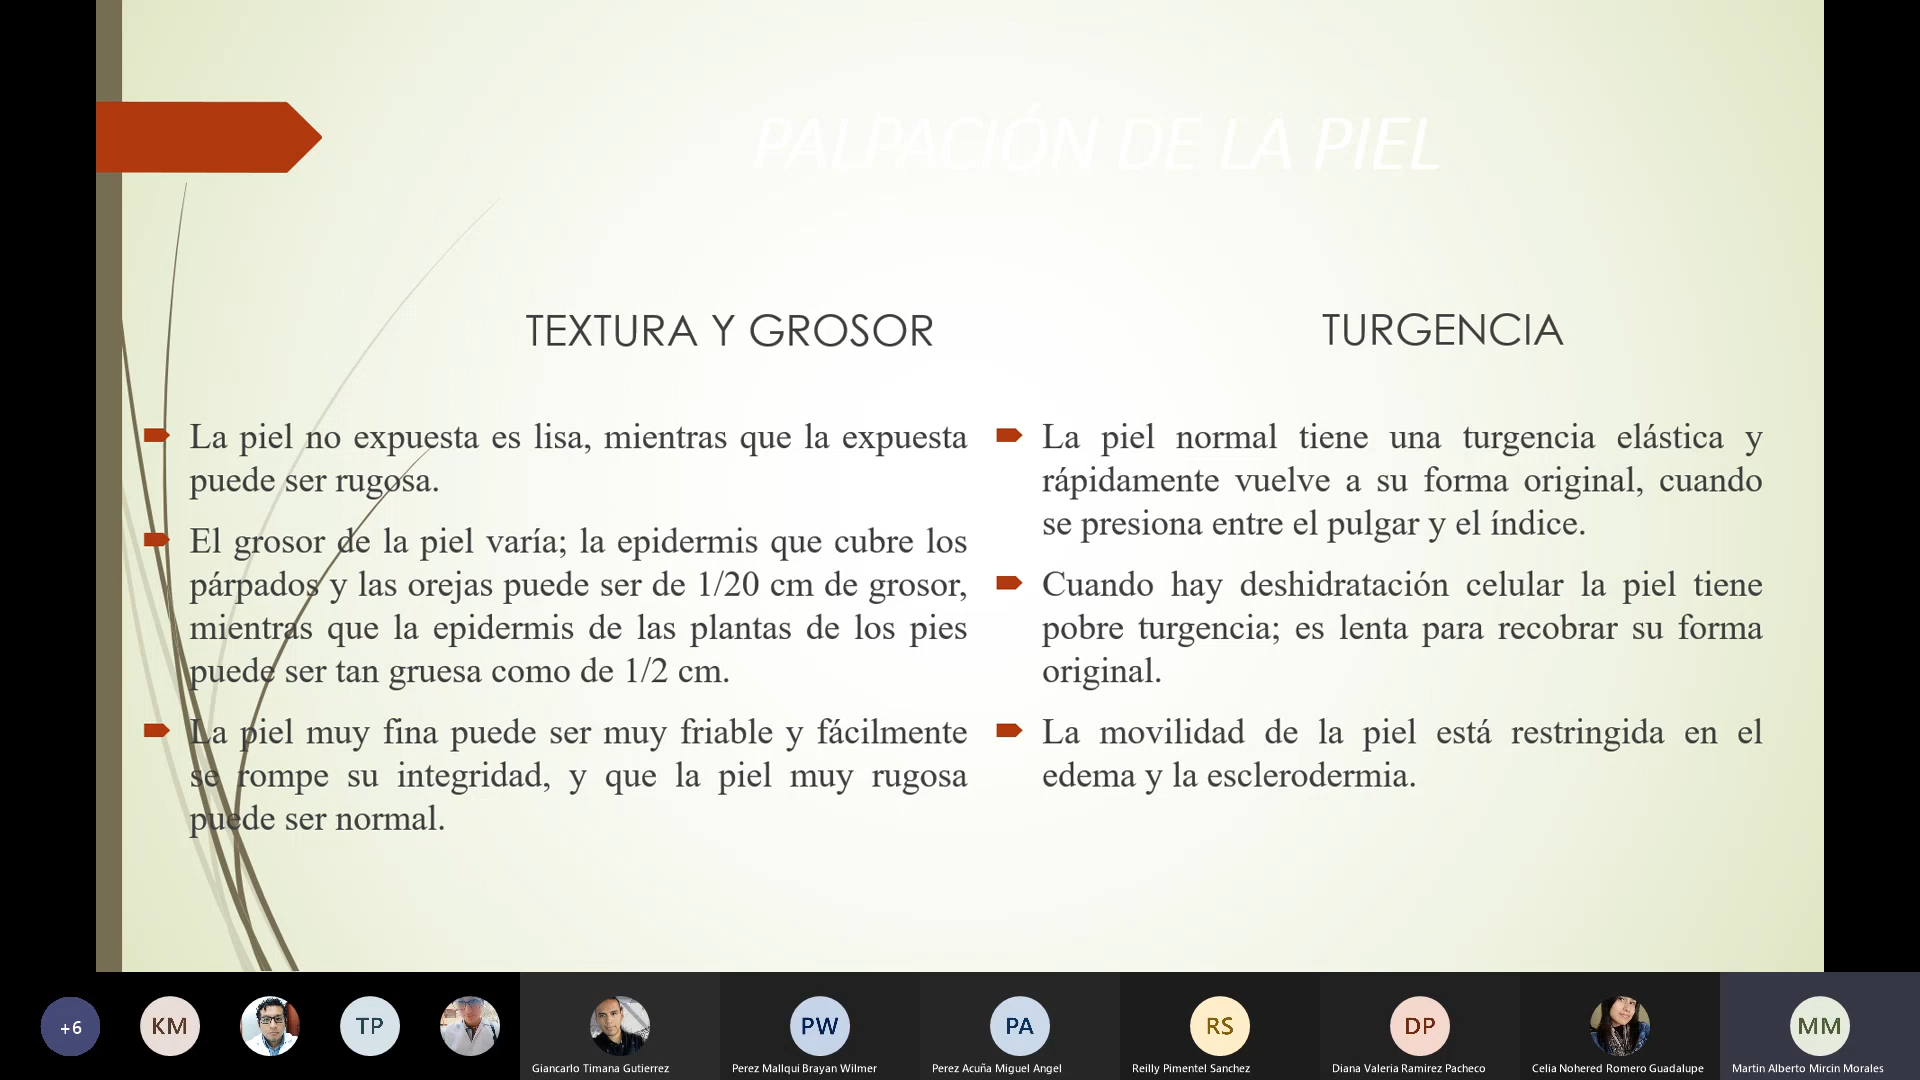 PALPACIÓN DE LA PIEL
TEXTURA Y GROSOR
La piel no expuesta es lisa, mientras que la expuesta
puede ser rugosa.
El grosor de la piel varía; la epidermis que cubre los
párpados y las orejas puede ser de 1/20 cm de grosor,
mientras que la epidermis de las plantas de los pies
puede ser tan gruesa como de 1/2 cm.
La piel muy fina puede ser muy friable y fácilmente
se rompe su integridad, y que la piel muy rugosa
puede ser normal.
TURGENCIA
La piel normal tiene una turgencia elástica y
rápidamente vuelve a su forma original, cuando
se presiona entre el pulgar y el índice.
Cuando hay deshidratación celular la piel tiene
pobre turgencia; es lenta para recobrar su forma
original.
La movilidad de la piel está restringida en el
edema y la esclerodermia.
+6
KM
TP
PW
PA
RS
DP
MM
Giancarlo Timana Gutierrez
Perez Mallqui Brayan Wilmer
Perez Acuña Miguel Angel
Reilly Pimentel Sanchez
Diana Valeria Ramirez Pacheco
Celia Nohered Romero Guadalupe
Martin Alberto Mircin Morales